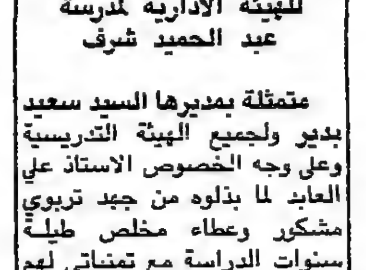 للهيئة الادارية لمدرسة
عبد الحميد شرف
متمثلة بمديرها السيد سعيد
بدير ولجميع الهيئة التدريسية
وعلى وجه الخصوص الاستاذ علي
العابد لما بذلوه من جهد تربوي
مشكور وعطاء مخلص طيلة
سنوات الدراسة مع تمنياتي لهم